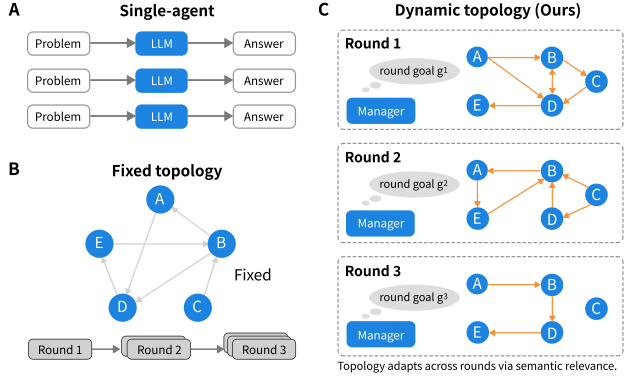 A
Single-agent
Problem LLM Answer
Problem LLM Answer
Problem LLM Answer
B
Fixed topology
A
E
B
D
C
Fixed
Round 1 Round 2 Round 3
C
Dynamic topology (Ours)
Round 1
round goal g¹
Manager
A
B
C
E
D
Round 2
round goal g²
Manager
A
B
C
E
D
Round 3
round goal g³
Manager
A
B
C
E
D
Topology adapts across rounds via semantic relevance.